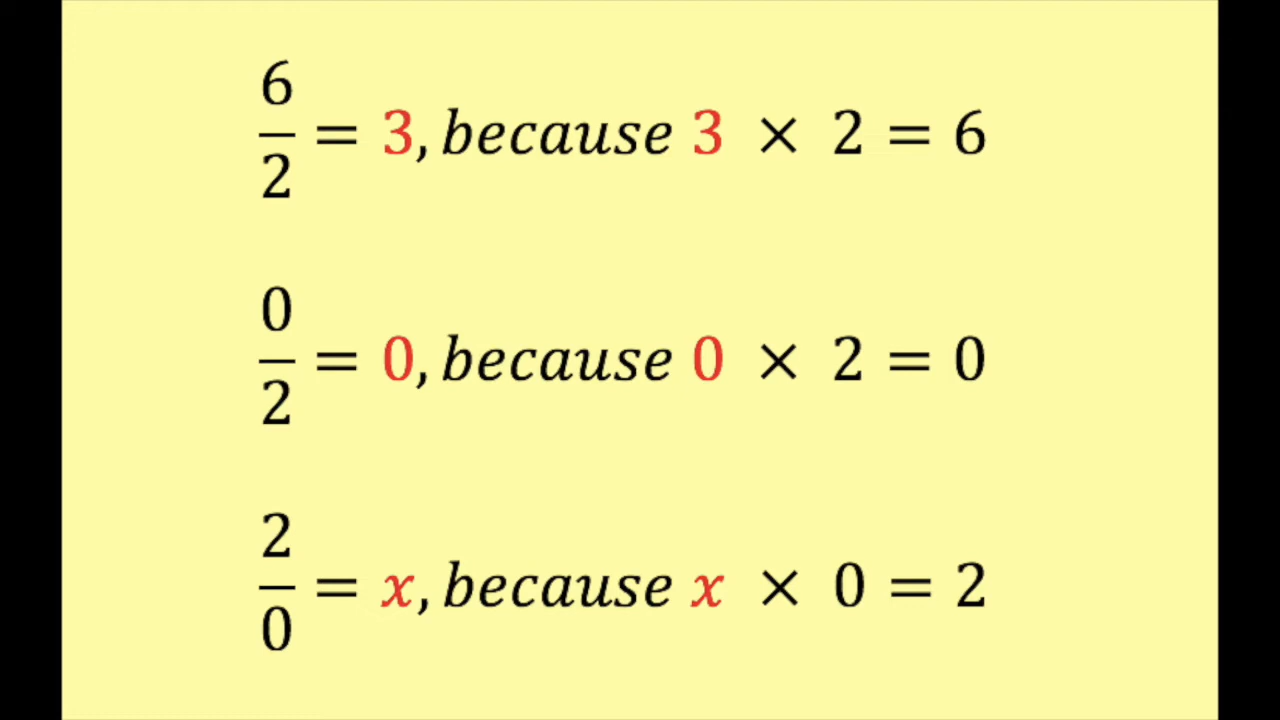 6/2 = 3, because 3 × 2 = 6
0/2 = 0, because 0 × 2 = 0
2/0 = x, because x × 0 = 2